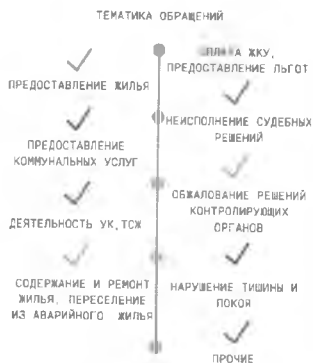 ТЕМАТИКА ОБРАЩЕНИЙ
ЖКУ,
ПРЕДОСТАВЛЕНИЕ ЛЬГОТ
ПРЕДОСТАВЛЕНИЕ ЖИЛЬЯ
НЕИСПОЛНЕНИЕ СУДЕБНЫХ
РЕШЕНИЙ
ПРЕДОСТАВЛЕНИЕ
КОММУНАЛЬНЫХ УСЛУГ
ОБЖАЛОВАНИЕ РЕШЕНИЙ
КОНТРОЛИРУЮЩИХ
ОРГАНОВ
ДЕЯТЕЛЬНОСТЬ УК, ТСЖ
СОДЕРЖАНИЕ И РЕМОНТ
ЖИЛЬЯ, ПЕРЕСЕЛЕНИЕ
ИЗ АВАРИЙНОГО ЖИЛЬЯ
НАРУШЕНИЕ ТИШИНЫ И
ПОКОЯ
ПРОЧИЕ